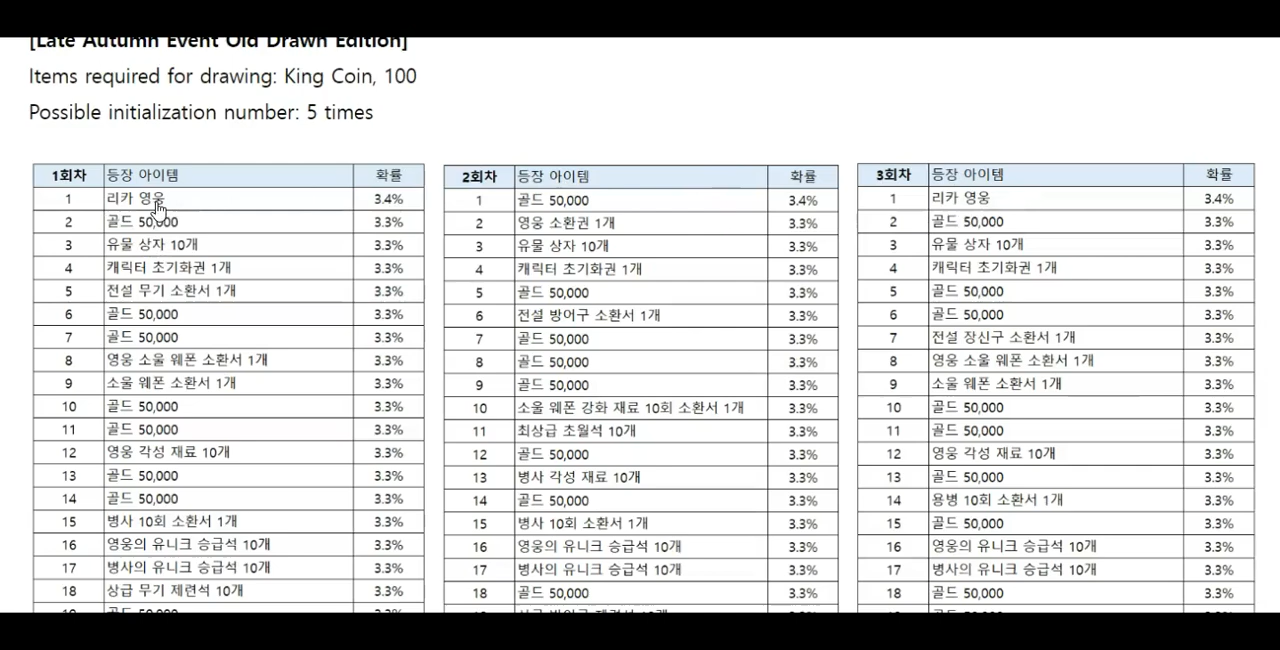 [Late Autumn Event Old Drawn Edition]
Items required for drawing: King Coin, 100
Possible initialization number: 5 times
1회차 등장 아이템 확률
1 리카 영웅 3.4%
2 골드 50,000 3.3%
3 유물 상자 10개 3.3%
4 캐릭터 초기화권 1개 3.3%
5 전설 무기 소환서 1개 3.3%
6 골드 50,000 3.3%
7 골드 50,000 3.3%
8 영웅 소울 웨폰 소환서 1개 3.3%
9 소울 웨폰 소환서 1개 3.3%
10 골드 50,000 3.3%
11 골드 50,000 3.3%
12 영웅 각성 재료 10개 3.3%
13 골드 50,000 3.3%
14 골드 50,000 3.3%
15 병사 10회 소환서 1개 3.3%
16 영웅의 유니크 승급석 10개 3.3%
17 병사의 유니크 승급석 10개 3.3%
18 상급 무기 제련석 10개 3.3%
2회차 등장 아이템 확률
1 골드 50,000 3.4%
2 영웅 소환권 1개 3.3%
3 유물 상자 10개 3.3%
4 캐릭터 초기화권 1개 3.3%
5 골드 50,000 3.3%
6 전설 방어구 소환서 1개 3.3%
7 골드 50,000 3.3%
8 골드 50,000 3.3%
9 골드 50,000 3.3%
10 소울 웨폰 강화 재료 10회 소환서 1개 3.3%
11 최상급 초월석 10개 3.3%
12 골드 50,000 3.3%
13 병사 각성 재료 10개 3.3%
14 골드 50,000 3.3%
15 병사 10회 소환서 1개 3.3%
16 영웅의 유니크 승급석 10개 3.3%
17 병사의 유니크 승급석 10개 3.3%
18 골드 50,000 3.3%
3회차 등장 아이템 확률
1 리카 영웅 3.4%
2 골드 50,000 3.3%
3 유물 상자 10개 3.3%
4 캐릭터 초기화권 1개 3.3%
5 골드 50,000 3.3%
6 골드 50,000 3.3%
7 전설 장신구 소환서 1개 3.3%
8 영웅 소울 웨폰 소환서 1개 3.3%
9 소울 웨폰 소환서 1개 3.3%
10 골드 50,000 3.3%
11 골드 50,000 3.3%
12 영웅 각성 재료 10개 3.3%
13 골드 50,000 3.3%
14 용병 10회 소환서 1개 3.3%
15 골드 50,000 3.3%
16 영웅의 유니크 승급석 10개 3.3%
17 병사의 유니크 승급석 10개 3.3%
18 골드 50,000 3.3%